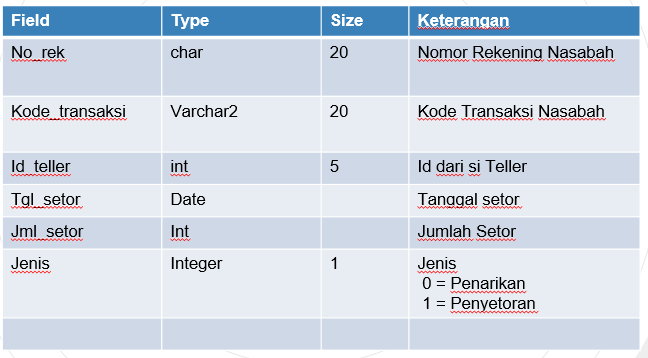 Field Type Size Keterangan
No_rek char 20 Nomor Rekening Nasabah
Kode_transaksi Varchar2 20 Kode Transaksi Nasabah
Id_teller int 5 Id dari si Teller
Tgl_setor Date Tanggal setor
Jml_setor Int Jumlah Setor
Jenis Integer 1 Jenis
0 = Penarikan
1 = Penyetoran